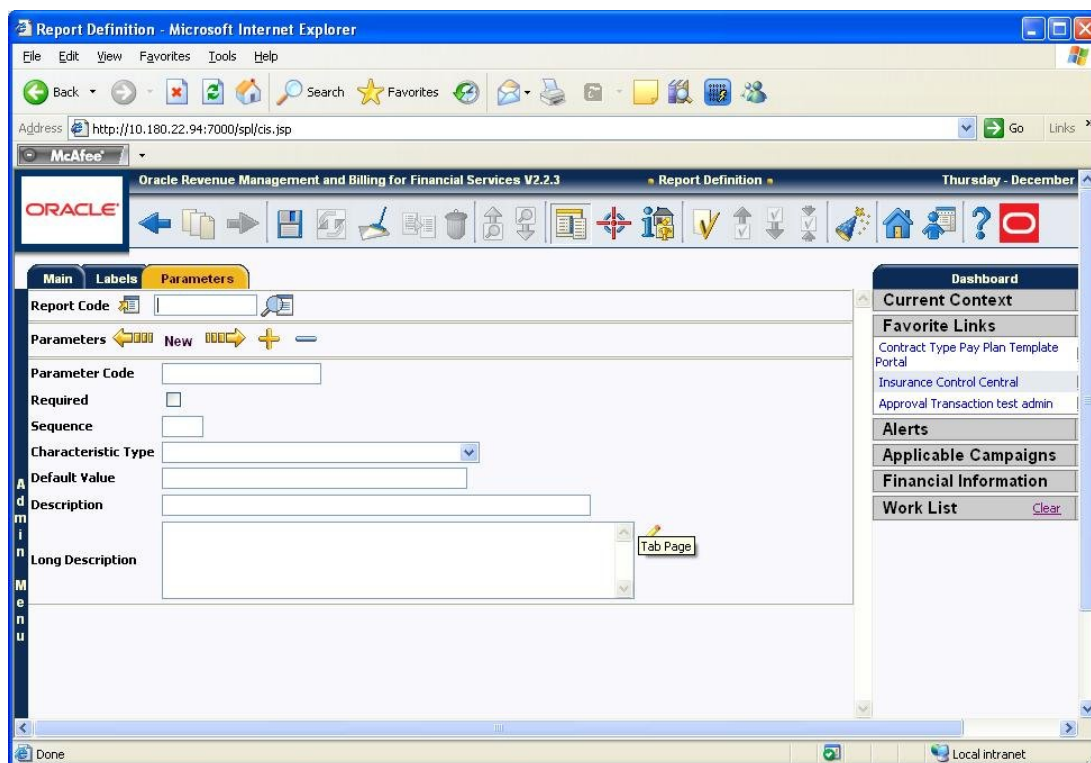 Report Definition - Microsoft Internet Explorer
File Edit View Favorites Tools Help
Back Search Favorites
Address http://10.180.22.94:7000/spl/cis.jsp Go Links »
McAfee
Oracle Revenue Management and Billing for Financial Services V2.2.3 Report Definition Thursday - December
ORACLE
Main Labels Parameters
Report Code
Parameters New
Parameter Code
Required
Sequence
Characteristic Type
Default Value
Description
Long Description
Tab Page
Admin Menu
Dashboard
Current Context
Favorite Links
Contract Type Pay Plan Template
Portal
Insurance Control Central
Approval Transaction test admin
Alerts
Applicable Campaigns
Financial Information
Work List Clear
Done Local intranet